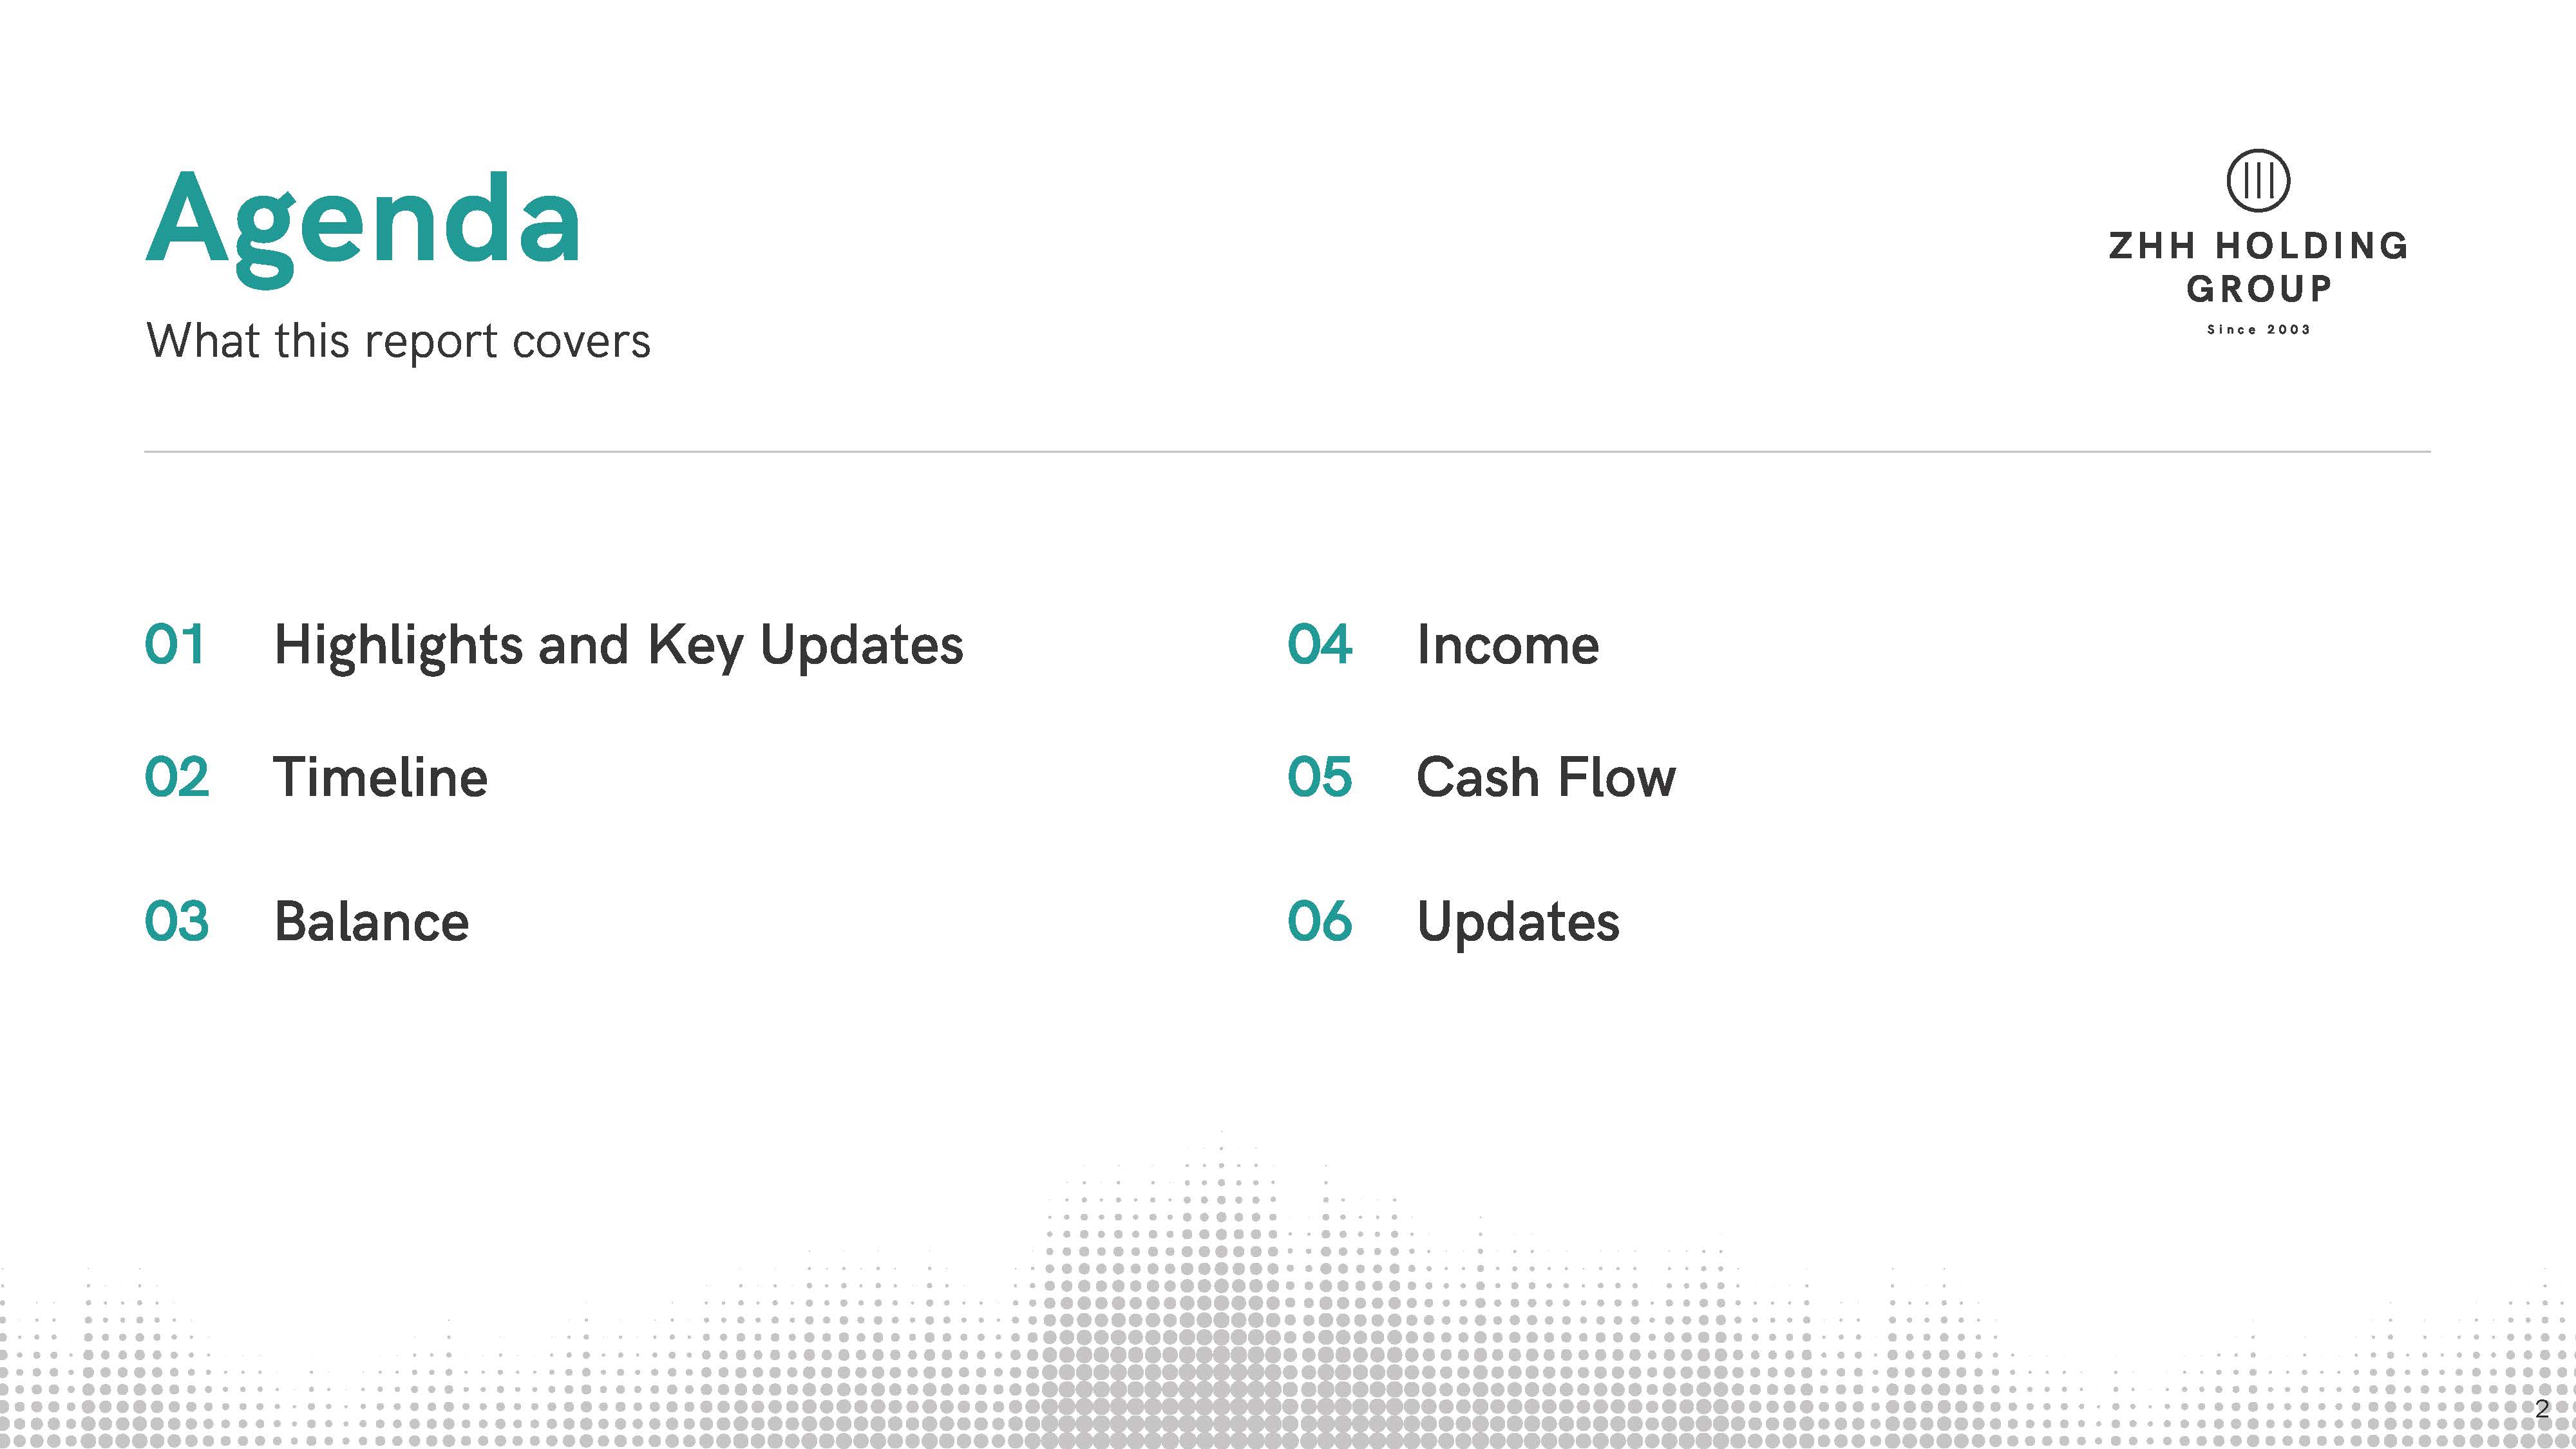 Agenda
What this report covers
ZHH HOLDING
GROUP
Since 2003
01 Highlights and Key Updates
02 Timeline
03 Balance
04 Income
05 Cash Flow
06 Updates
2